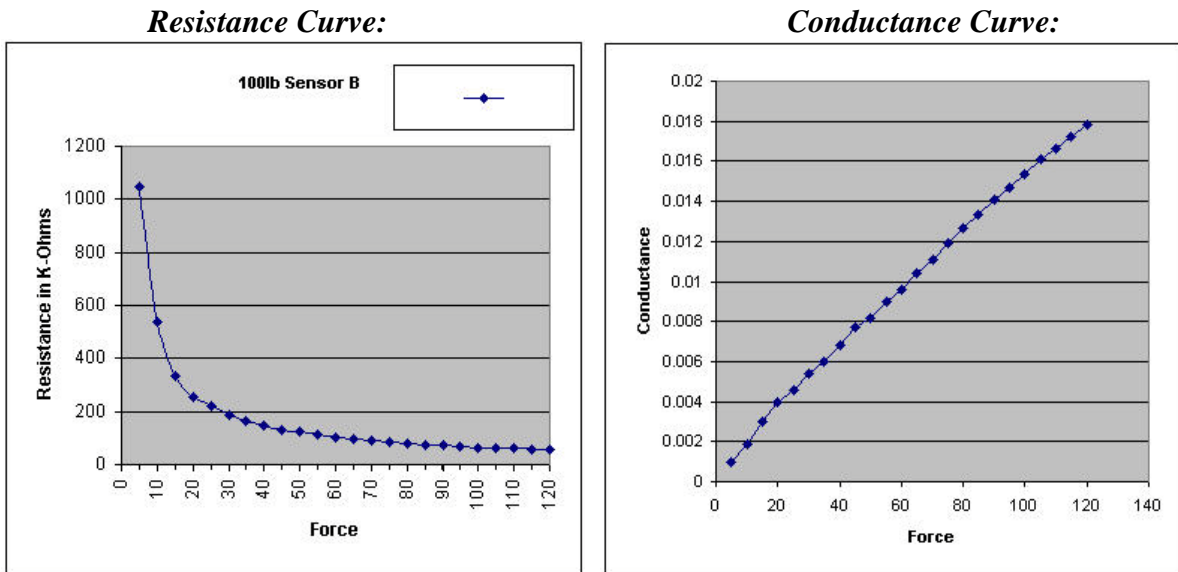 Resistance Curve:
100lb Sensor B
1200
1000
800
600
400
200
0
Resistance in K-Ohms
0 10 20 30 40 50 60 70 80 90 100 110 120
Force
Conductance Curve:
0.02
0.018
0.016
0.014
0.012
0.01
0.008
0.006
0.004
0.002
0
Conductance
0 20 40 60 80 100 120 140
Force